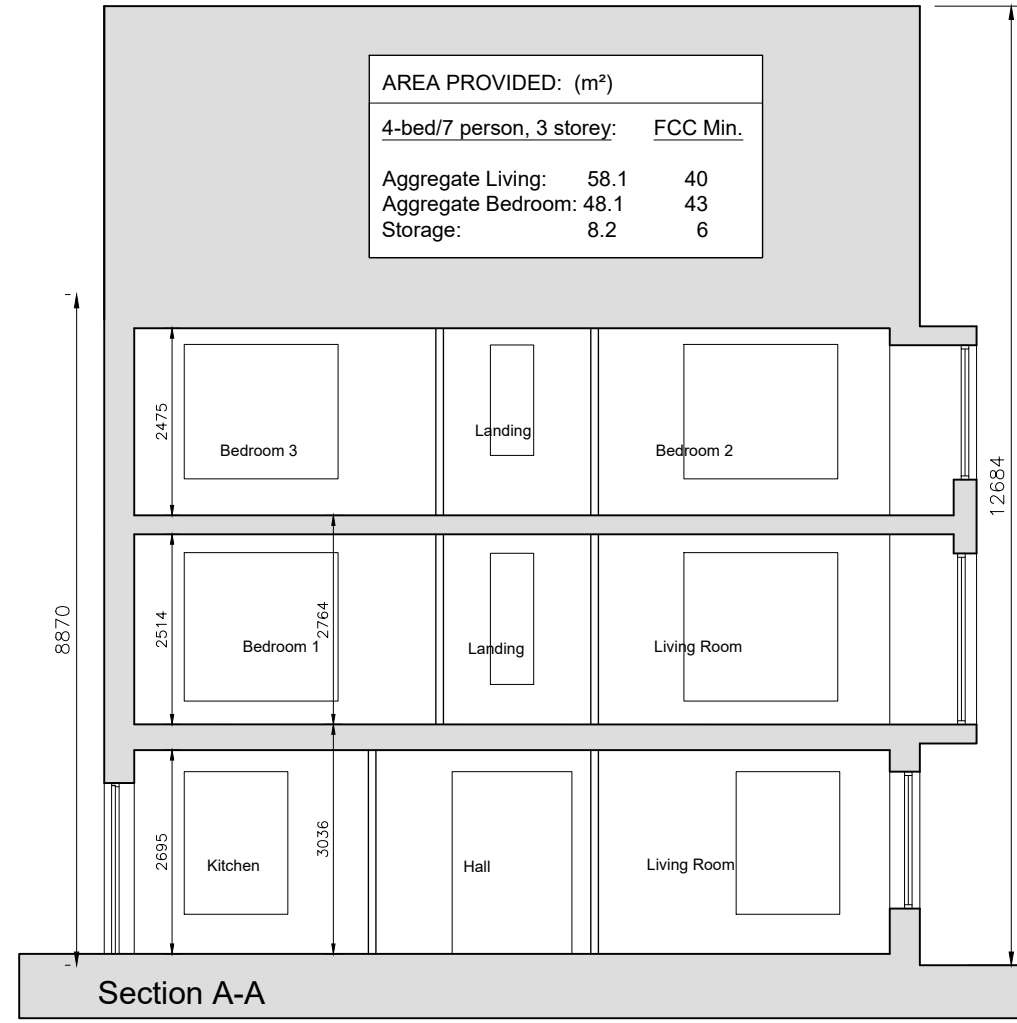 AREA PROVIDED: (m²)
4-bed/7 person, 3 storey: FCC Min.
Aggregate Living: 58.1 40
Aggregate Bedroom: 48.1 43
Storage: 8.2 6
2475
Bedroom 3
Landing
Bedroom 2
12684
8870
2514
Bedroom 1
2764
Landing
Living Room
2695
Kitchen
3036
Hall
Living Room
Section A-A